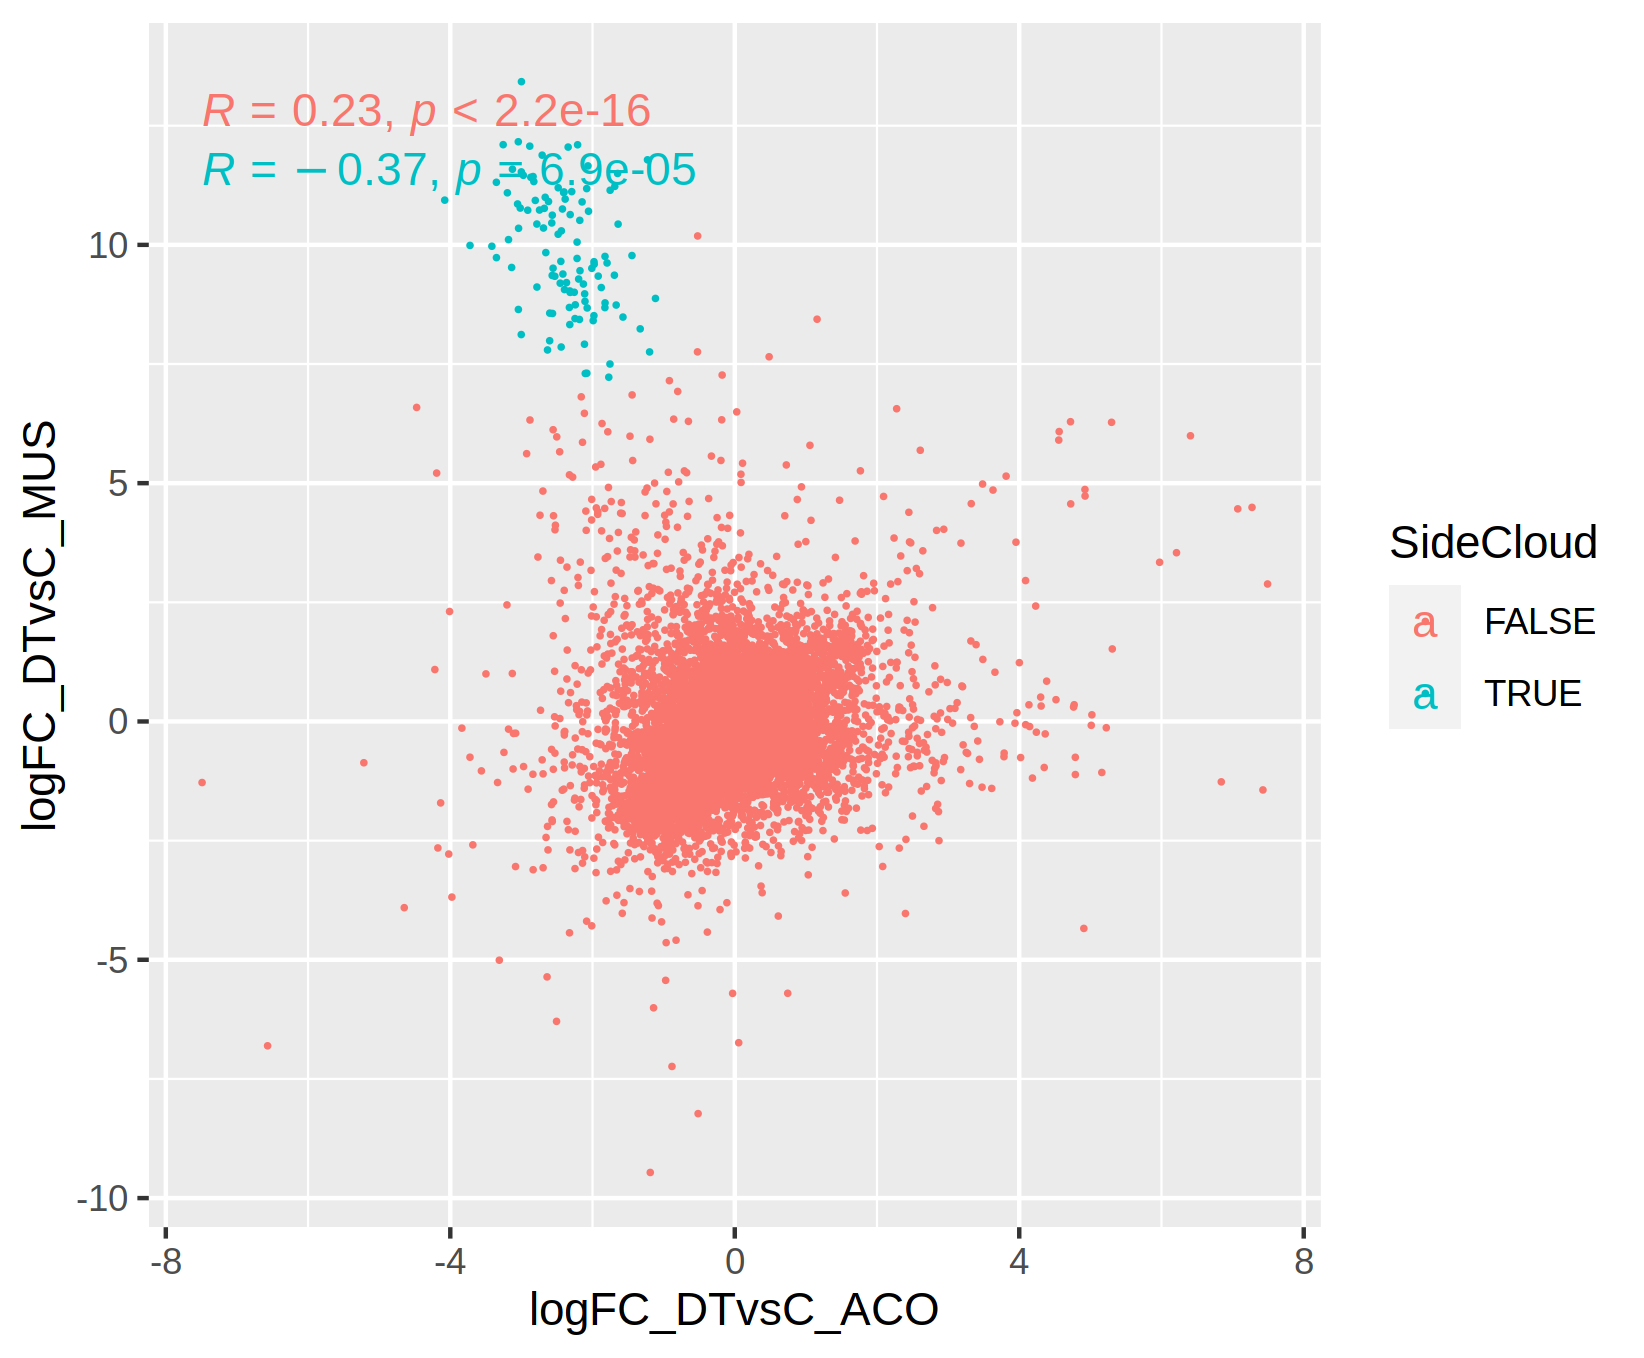 R = 0.23, p < 2.2e-16
R = −0.37, p = 6.9e-05
10
5
0
-5
-10
logFC_DTvsC_MUS
-8
-4
0
4
8
logFC_DTvsC_ACO
SideCloud
a FALSE
a TRUE